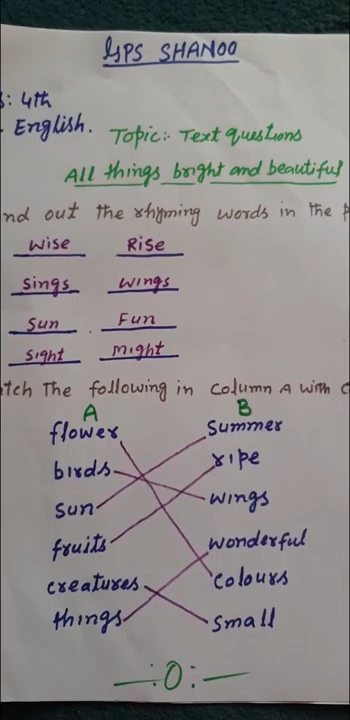 GPS SHANOO
s: 4th
. English.
Topic:- Text questions
All things bright and beautiful
nd out the rhyming words in the p
Wise Rise
Sings Wings
Sun Fun
Sight Might
tch The following in column A with c
A B
flower Summer
birds ripe
sun wings
fruits wonderful
creatures colours
things small
—:0:—